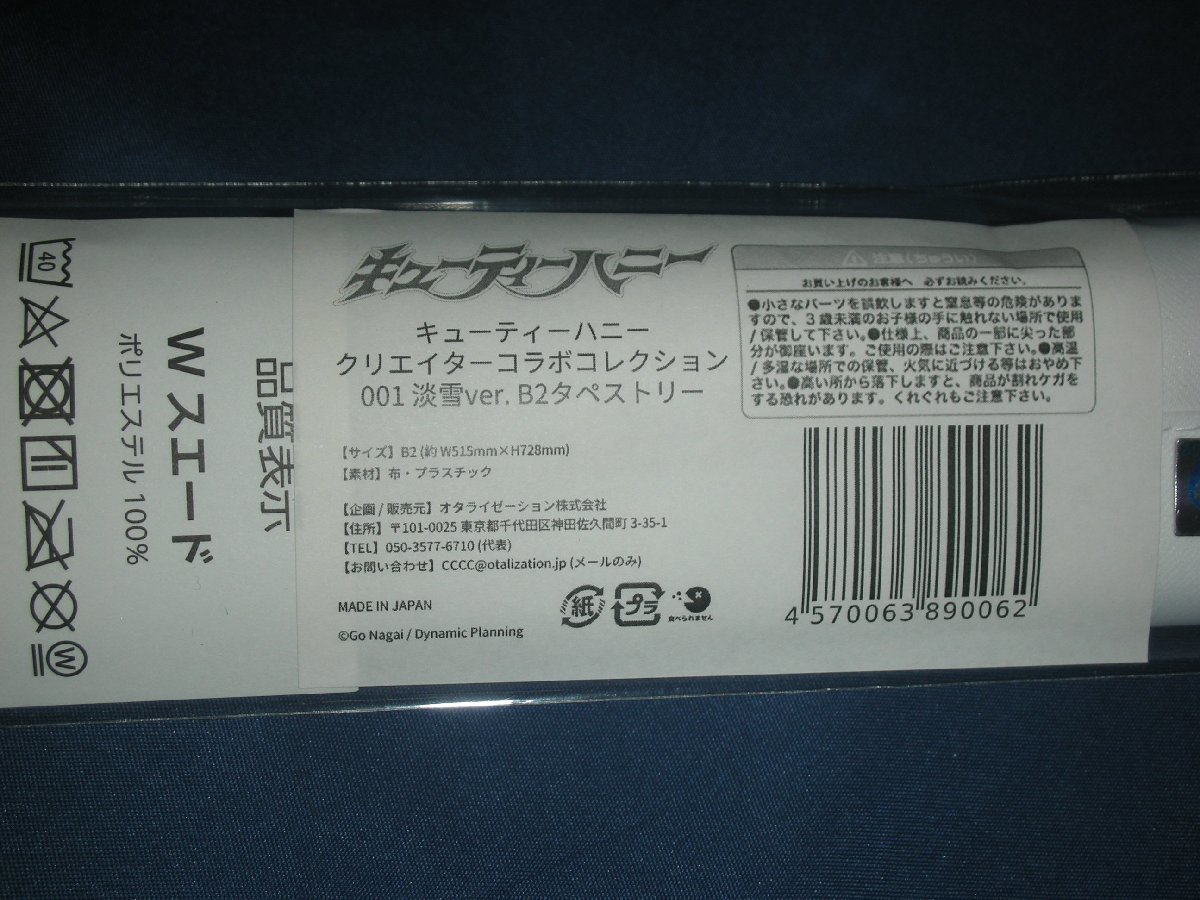 品質表示
Wスエード
ポリエステル 100%
40
W
キューティーハニー
キューティーハニー
クリエイターコラボコレクション
001 淡雪ver. B2タペストリー
【サイズ】B2 (約 W515mm×H728mm)
【素材】布・プラスチック
【企画 / 販売元】オタライゼーション株式会社
【住所】〒101-0025 東京都千代田区神田佐久間町 3-35-1
【TEL】050-3577-6710 (代表)
【お問い合わせ】CCCC@otalization.jp (メールのみ)
MADE IN JAPAN
©Go Nagai / Dynamic Planning
紙
プラ
食べられません
注意(ちゅうい)
お買い上げのお客様へ 必ずお読みください。
●小さなパーツを誤飲しますと窒息等の危険がありま
すので、3歳未満のお子様の手に触れない場所で使用
/ 保管して下さい。●仕様上、商品の一部に尖った部
分が御座います。ご使用の際はご注意下さい。●高温
/ 多湿な場所での保管、火気に近づける等はおやめ下
さい。●高い所から落下しますと、商品が割れケガを
する恐れがあります。くれぐれもご注意下さい。
4 570063 890062